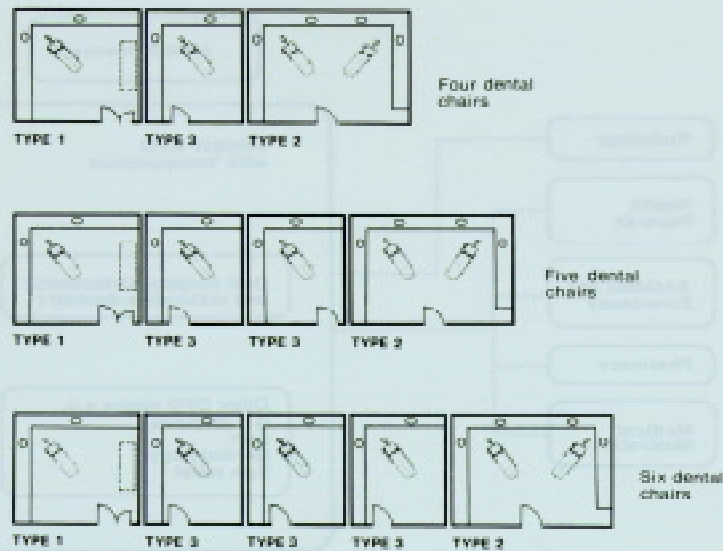 Four dental
chairs
TYPE 1 TYPE 3 TYPE 2
Five dental
chairs
TYPE 1 TYPE 3 TYPE 3 TYPE 2
Six dental
chairs
TYPE 1 TYPE 3 TYPE 3 TYPE 3 TYPE 2